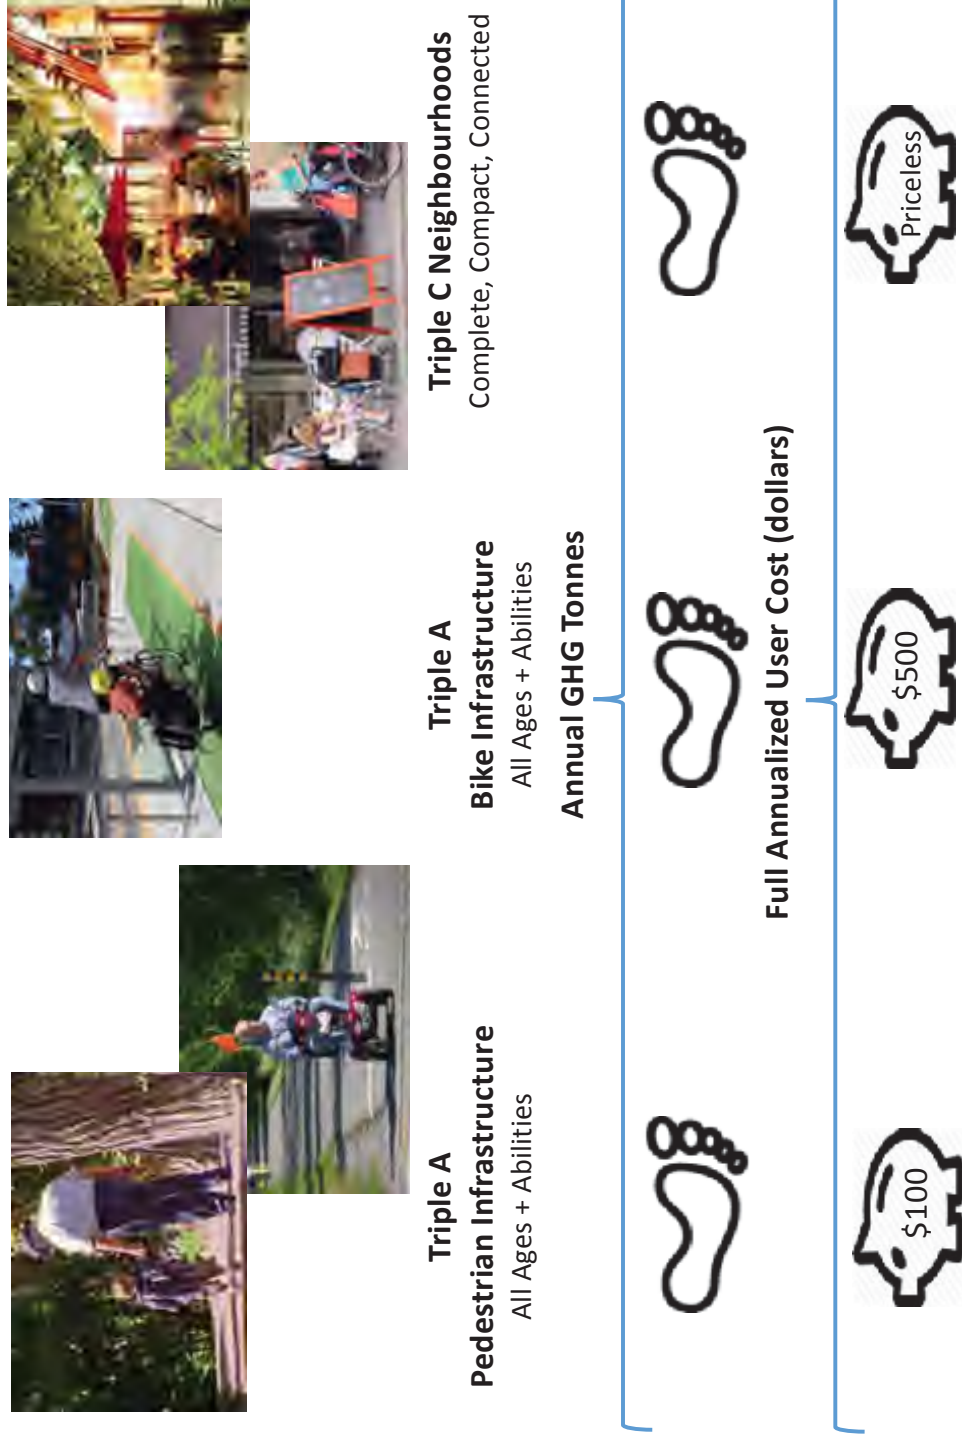 Triple A
Pedestrian Infrastructure
All Ages + Abilities
Triple A
Bike Infrastructure
All Ages + Abilities
Triple C Neighbourhoods
Complete, Compact, Connected
Annual GHG Tonnes
Full Annualized User Cost (dollars)
$100
$500
Priceless